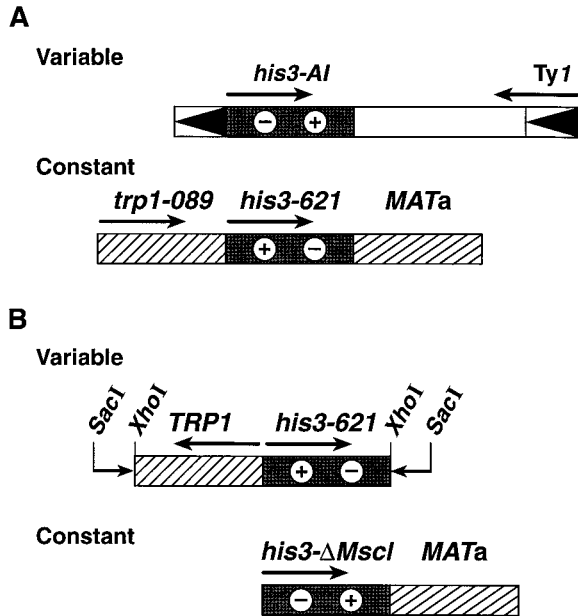 A
Variable
his3-AI Ty1
− +
Constant
trp1-089 his3-621 MATa
+ −
B
Variable
SacI XhoI TRP1 his3-621 XhoI SacI
+ −
Constant
his3-ΔMscI MATa
− +